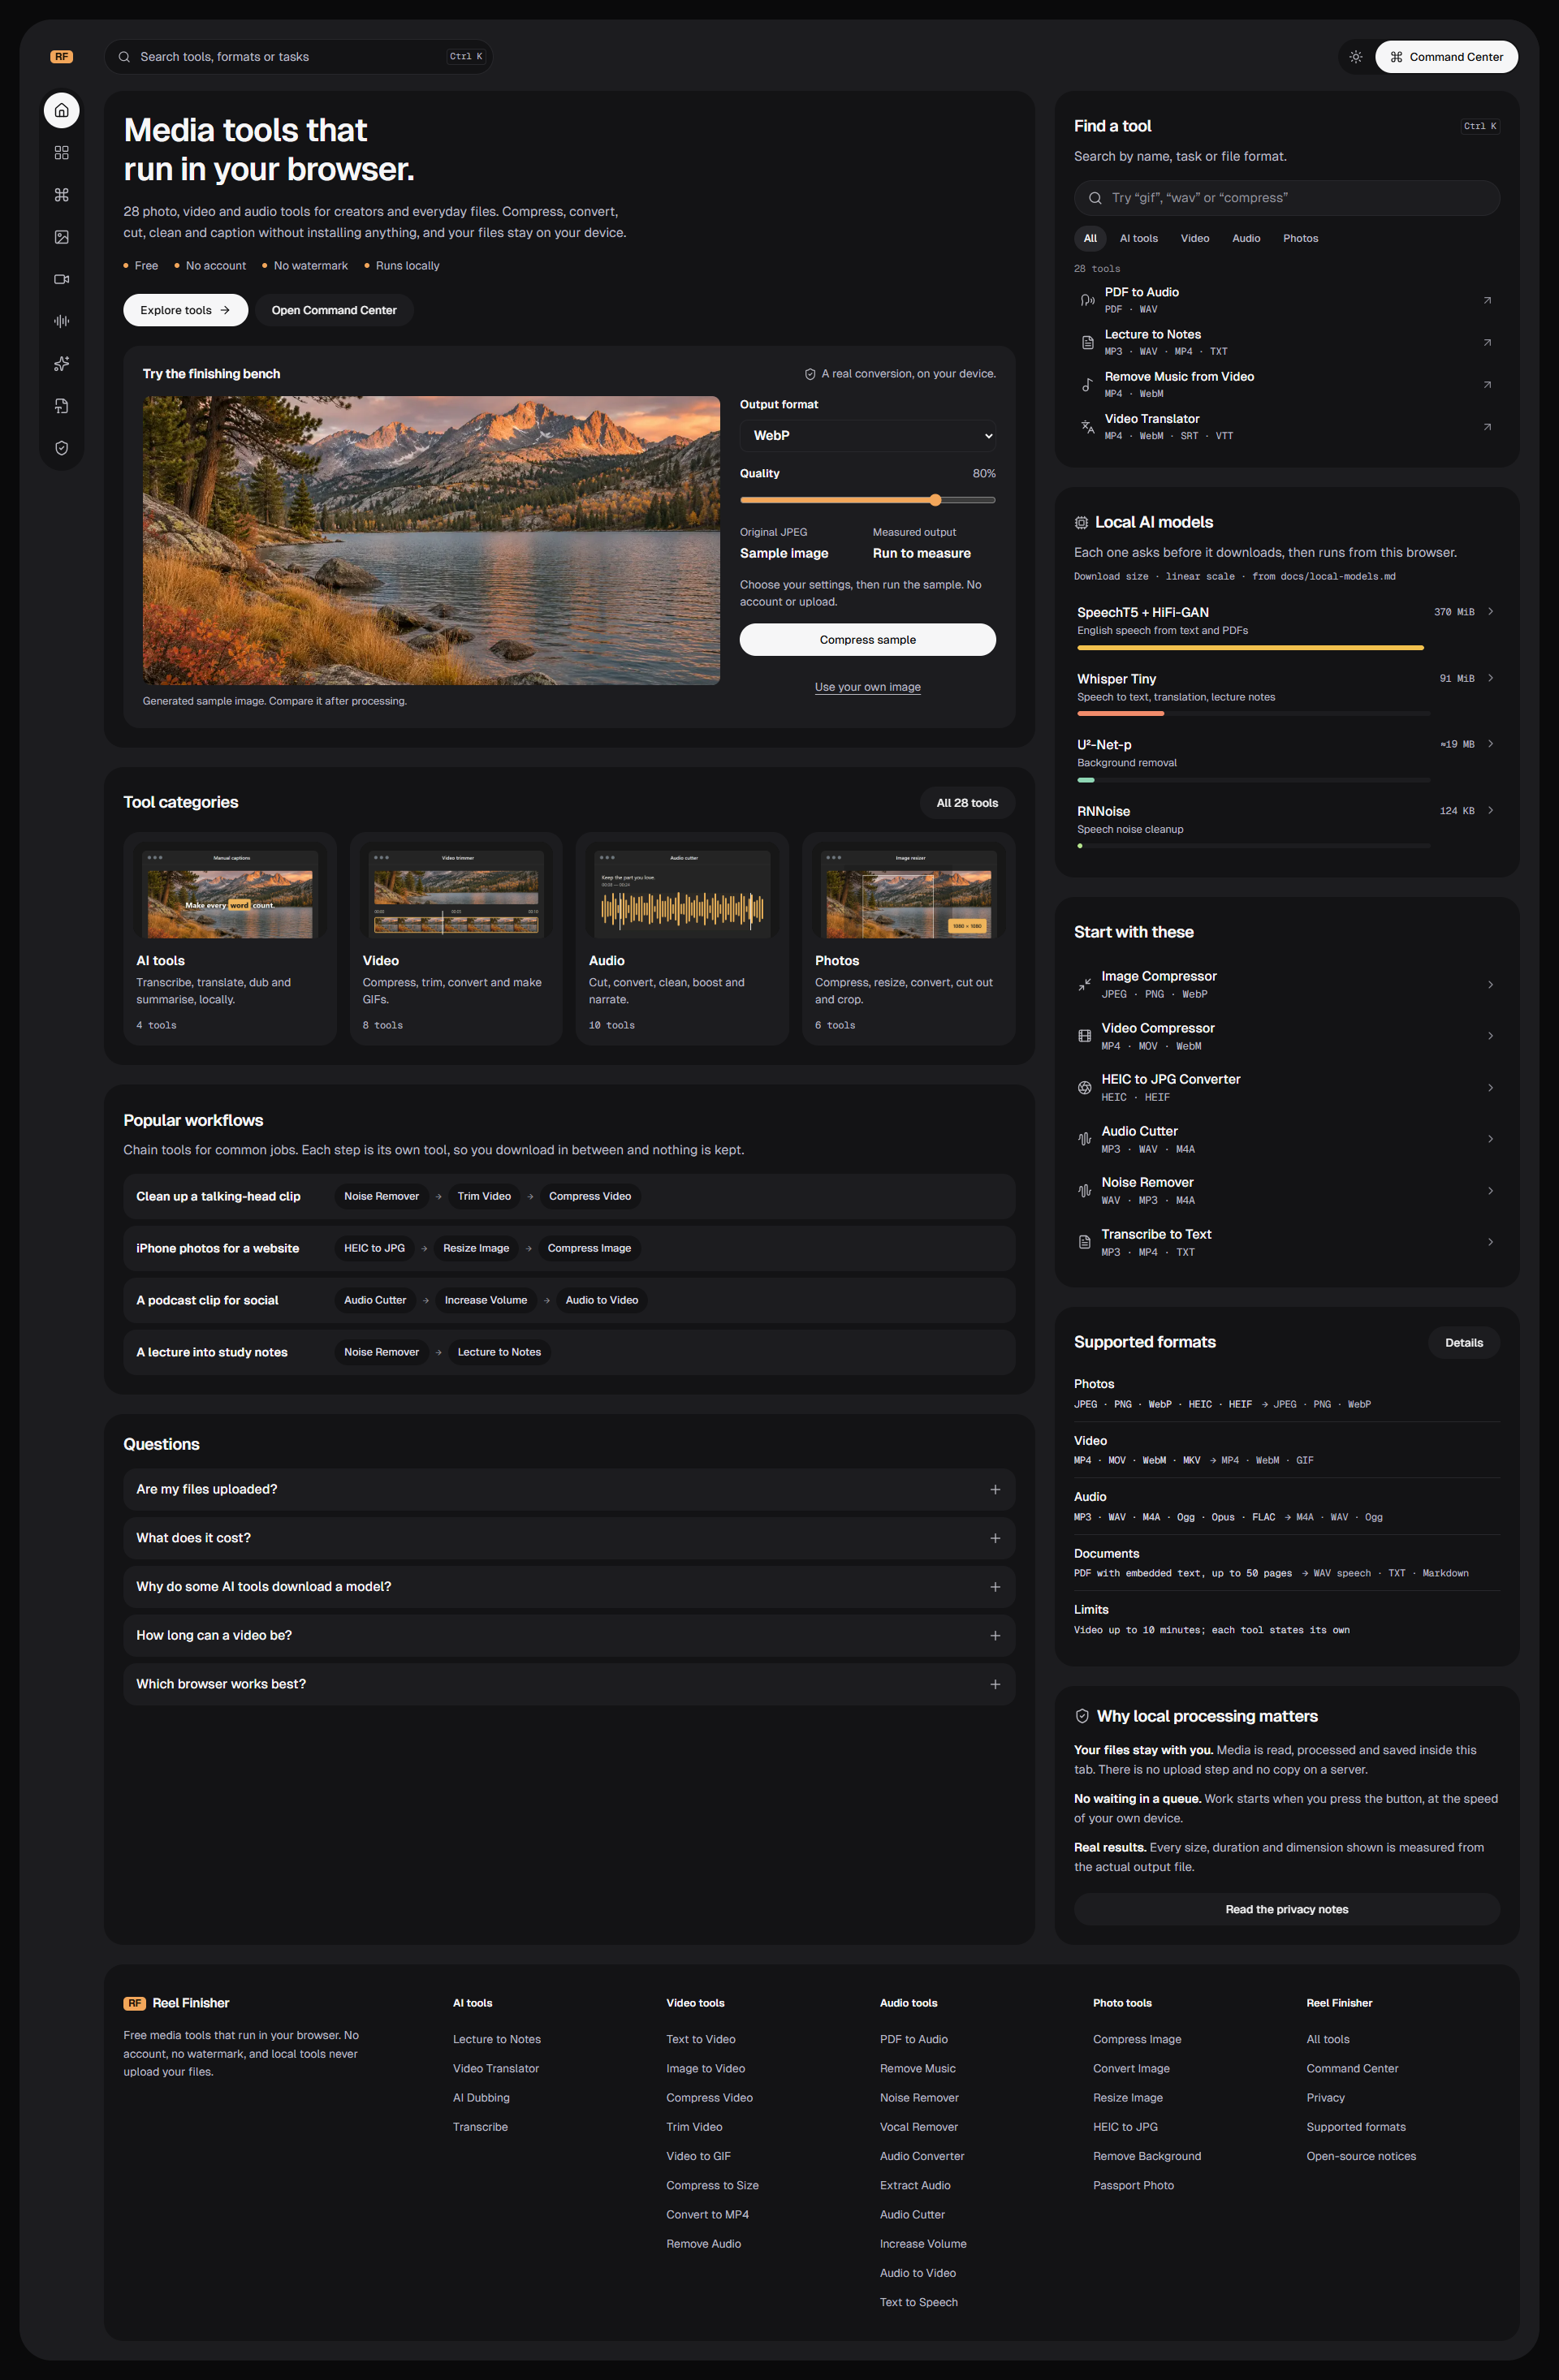 RF
Search tools, formats or tasks
Ctrl K
Command Center
Media tools that
run in your browser.
28 photo, video and audio tools for creators and everyday files. Compress, convert,
cut, clean and caption without installing anything, and your files stay on your device.
Free
No account
No watermark
Runs locally
Explore tools
Open Command Center
Try the finishing bench
A real conversion, on your device.
Output format
WebP
Quality
80%
Original JPEG
Measured output
Sample image
Run to measure
Choose your settings, then run the sample. No
account or upload.
Compress sample
Use your own image
Generated sample image. Compare it after processing.
Tool categories
All 28 tools
Manual captions
Make every word count.
AI tools
Transcribe, translate, dub and
summarise, locally.
4 tools
Video trimmer
Video
Compress, trim, convert and make
GIFs.
8 tools
Audio cutter
Keep the part you love.
Audio
Cut, convert, clean, boost and
narrate.
10 tools
Image resizer
1080 × 1080
Photos
Compress, resize, convert, cut out
and crop.
6 tools
Popular workflows
Chain tools for common jobs. Each step is its own tool, so you download in between and nothing is kept.
Clean up a talking-head clip
Noise Remover → Trim Video → Compress Video
iPhone photos for a website
HEIC to JPG → Resize Image → Compress Image
A podcast clip for social
Audio Cutter → Increase Volume → Audio to Video
A lecture into study notes
Noise Remover → Lecture to Notes
Questions
Are my files uploaded?
What does it cost?
Why do some AI tools download a model?
How long can a video be?
Which browser works best?
Find a tool
Ctrl K
Search by name, task or file format.
Try “gif”, “wav” or “compress”
All
AI tools
Video
Audio
Photos
28 tools
PDF to Audio
PDF · WAV
Lecture to Notes
MP3 · WAV · MP4 · TXT
Remove Music from Video
MP4 · WebM
Video Translator
MP4 · WebM · SRT · VTT
Local AI models
Each one asks before it downloads, then runs from this browser.
Download size · linear scale · from docs/local-models.md
SpeechT5 + HiFi-GAN
370 MiB
English speech from text and PDFs
Whisper Tiny
91 MiB
Speech to text, translation, lecture notes
U²-Net-p
≈19 MB
Background removal
RNNoise
124 KB
Speech noise cleanup
Start with these
Image Compressor
JPEG · PNG · WebP
Video Compressor
MP4 · MOV · WebM
HEIC to JPG Converter
HEIC · HEIF
Audio Cutter
MP3 · WAV · M4A
Noise Remover
WAV · MP3 · M4A
Transcribe to Text
MP3 · MP4 · TXT
Supported formats
Details
Photos
JPEG · PNG · WebP · HEIC · HEIF → JPEG · PNG · WebP
Video
MP4 · MOV · WebM · MKV → MP4 · WebM · GIF
Audio
MP3 · WAV · M4A · Ogg · Opus · FLAC → M4A · WAV · Ogg
Documents
PDF with embedded text, up to 50 pages → WAV speech · TXT · Markdown
Limits
Video up to 10 minutes; each tool states its own
Why local processing matters
Your files stay with you. Media is read, processed and saved inside this
tab. There is no upload step and no copy on a server.
No waiting in a queue. Work starts when you press the button, at the speed
of your own device.
Real results. Every size, duration and dimension shown is measured from
the actual output file.
Read the privacy notes
RF Reel Finisher
Free media tools that run in your browser. No
account, no watermark, and local tools never
upload your files.
AI tools
Lecture to Notes
Video Translator
AI Dubbing
Transcribe
Video tools
Text to Video
Image to Video
Compress Video
Trim Video
Video to GIF
Compress to Size
Convert to MP4
Remove Audio
Audio tools
PDF to Audio
Remove Music
Noise Remover
Vocal Remover
Audio Converter
Extract Audio
Audio Cutter
Increase Volume
Audio to Video
Text to Speech
Photo tools
Compress Image
Convert Image
Resize Image
HEIC to JPG
Remove Background
Passport Photo
Reel Finisher
All tools
Command Center
Privacy
Supported formats
Open-source notices